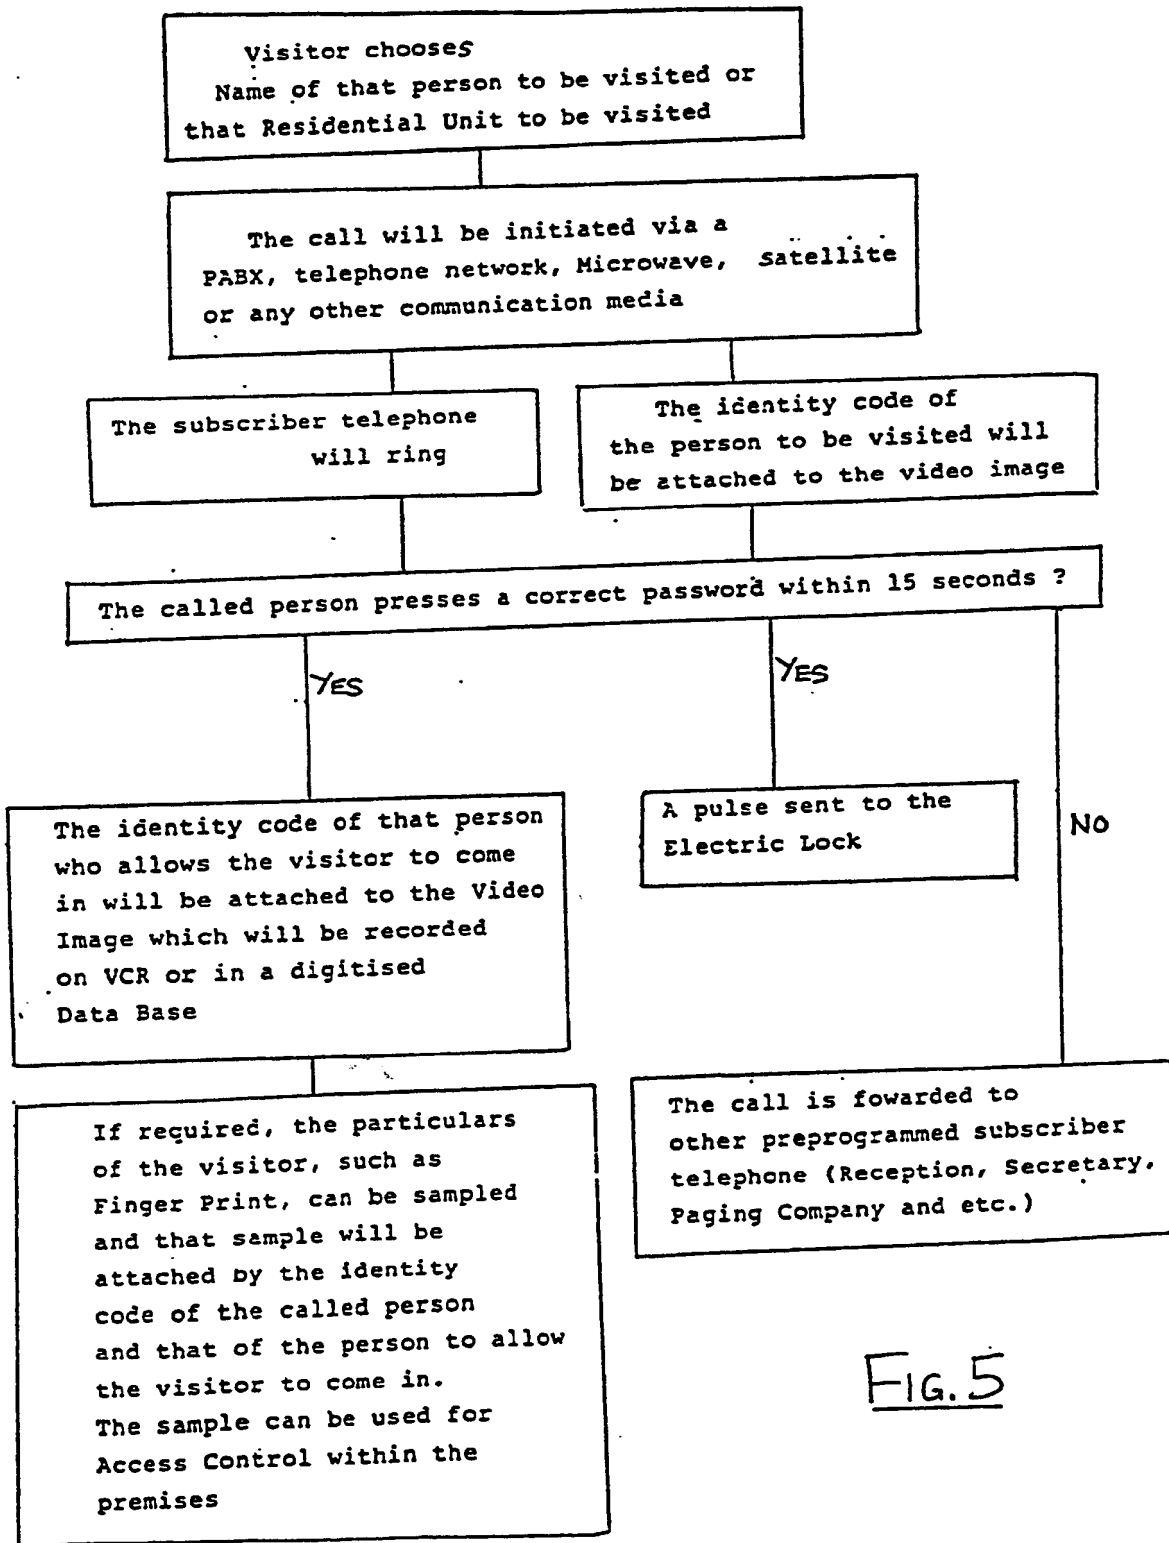 Visitor chooses
Name of that person to be visited or
that Residential Unit to be visited
The call will be initiated via a
PABX, telephone network, Microwave, satellite
or any other communication media
The subscriber telephone
will ring
The identity code of
the person to be visited will
be attached to the video image
The called person presses a correct password within 15 seconds ?
YES
YES
NO
The identity code of that person
who allows the visitor to come
in will be attached to the Video
Image which will be recorded
on VCR or in a digitised
Data Base
A pulse sent to the
Electric Lock
If required, the particulars
of the visitor, such as
Finger Print, can be sampled
and that sample will be
attached by the identity
code of the called person
and that of the person to allow
the visitor to come in.
The sample can be used for
Access Control within the
premises
The call is fowarded to
other preprogrammed subscriber
telephone (Reception, Secretary,
Paging Company and etc.)
FIG. 5